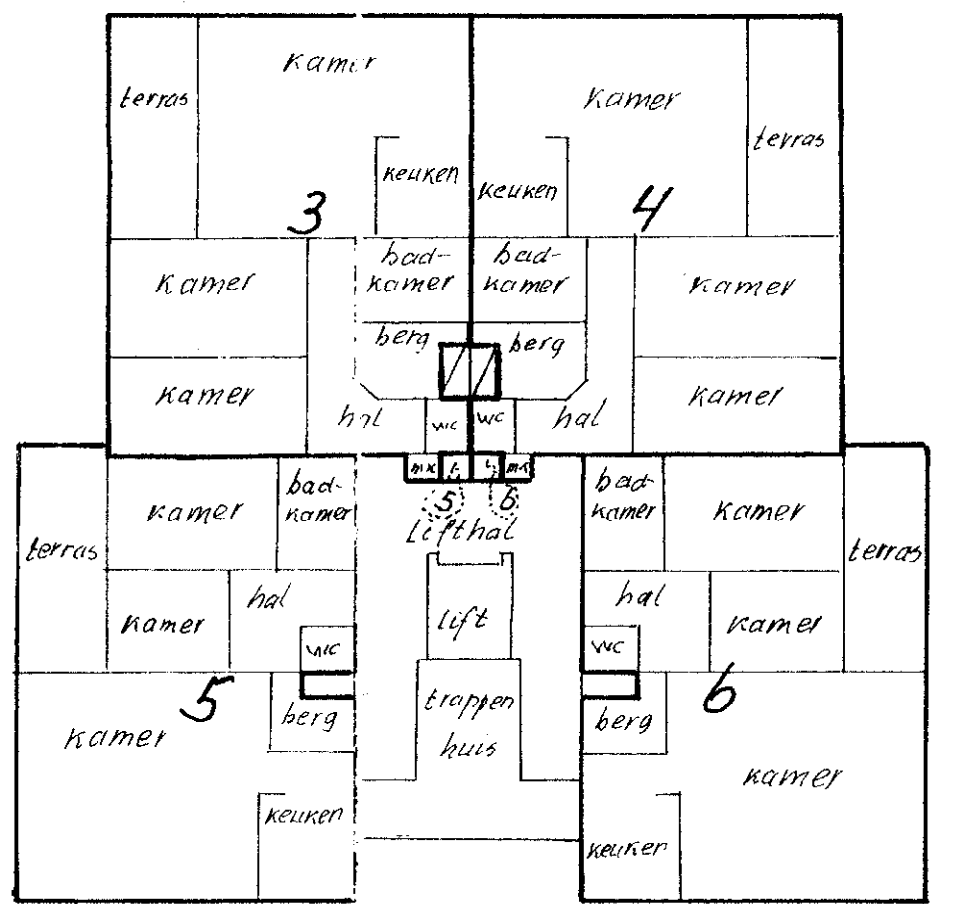 kamer
terras
keuken
3
kamer
terras
keuken
4
kamer
bad-
kamer
bad-
kamer
kamer
berg
berg
kamer
hal
wc
wc
hal
kamer
mk
mk
5
6
Lifthal
terras
kamer
bad-
kamer
kamer
hal
wc
lift
bad-
kamer
kamer
terras
hal
kamer
wc
5
berg
kamer
keuken
trappen
huis
6
berg
kamer
keuken